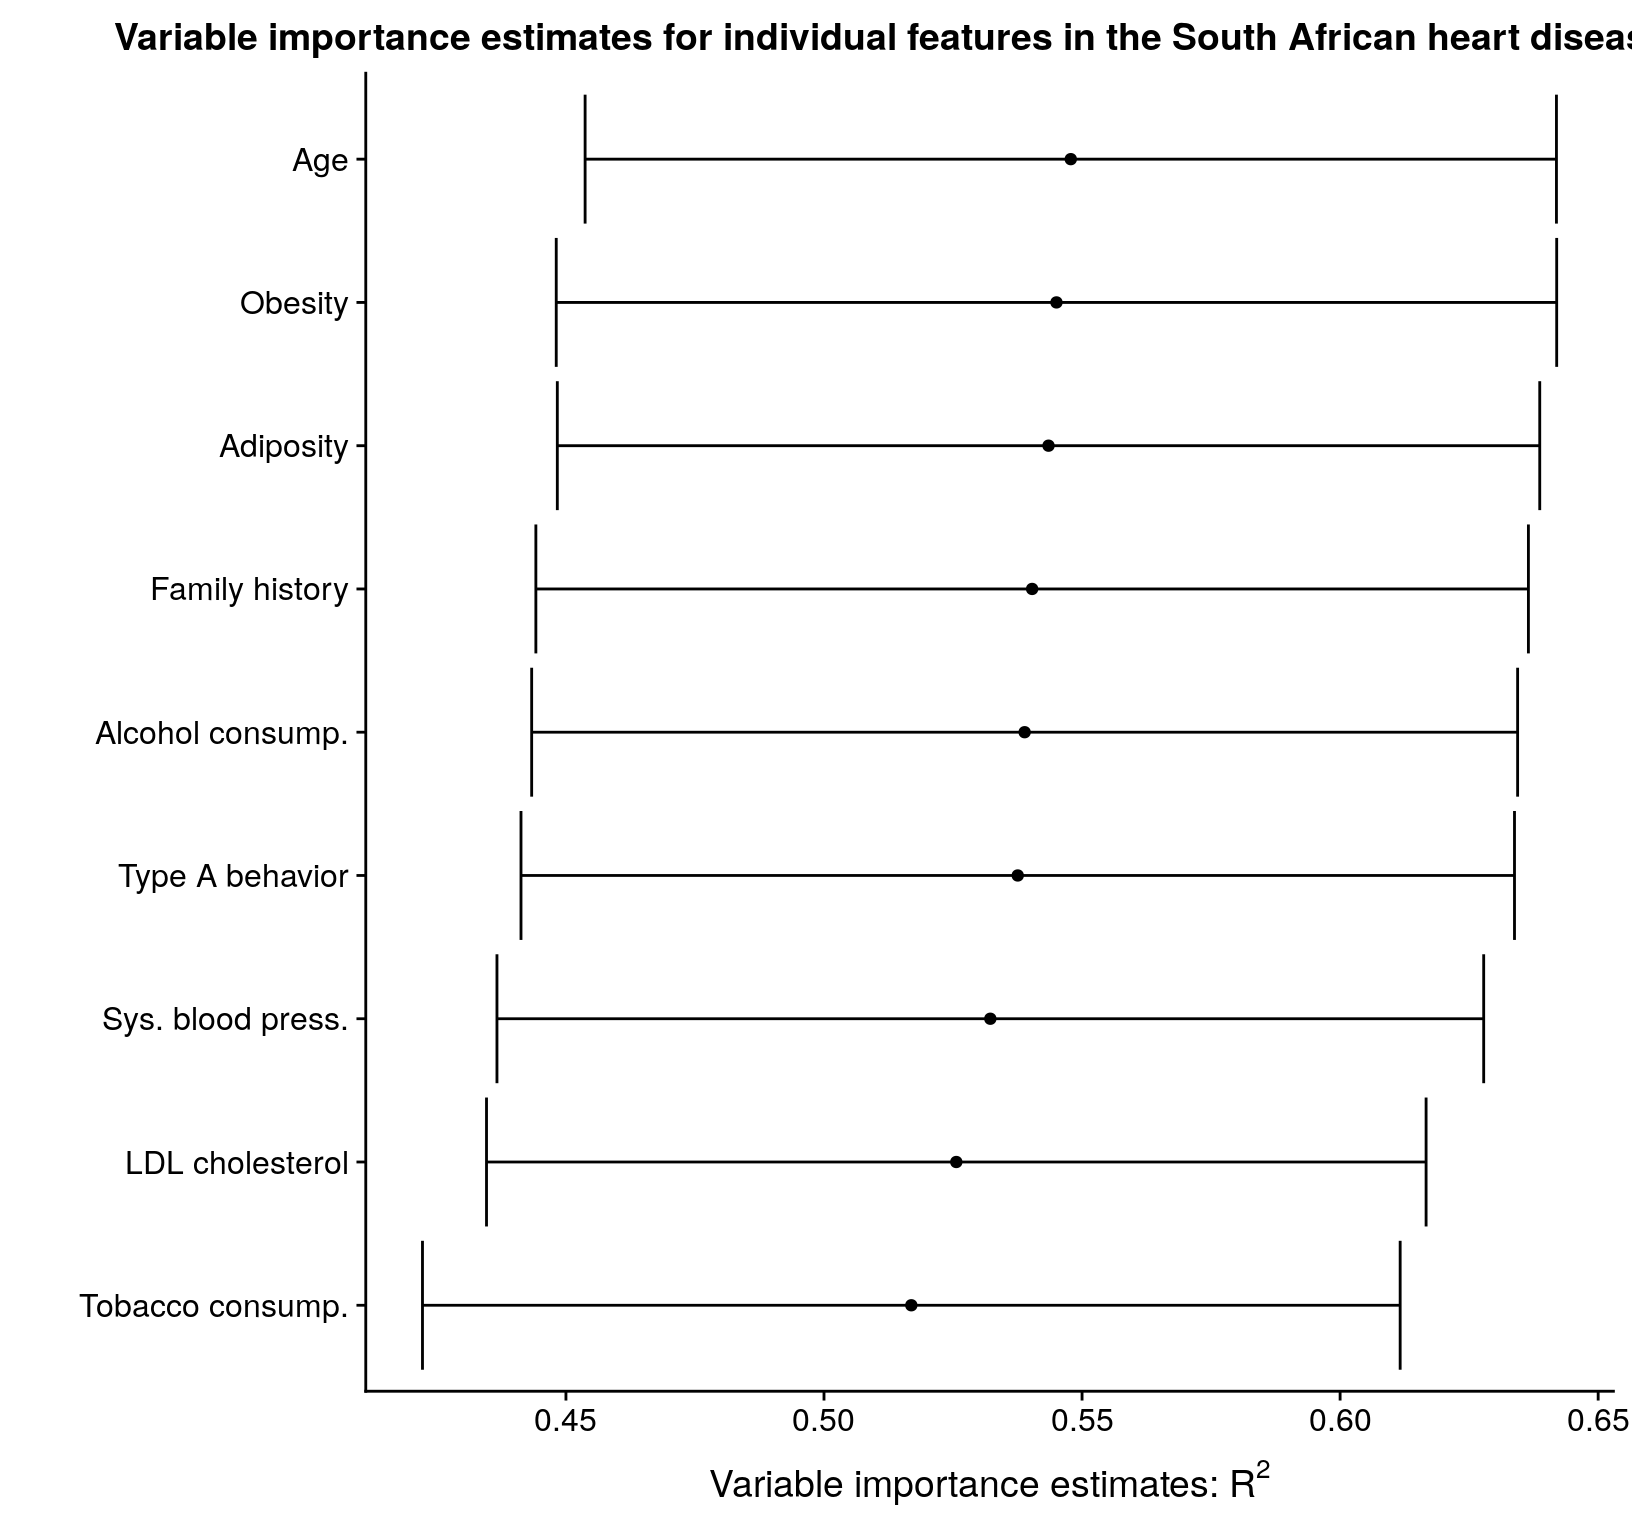 Variable importance estimates for individual features in the South African heart
Age
Obesity
Adiposity
Family history
Alcohol consump.
Type A behavior
Sys. blood press.
LDL cholesterol
Tobacco consump.
0.45 0.50 0.55 0.60 0.65
Variable importance estimates: R²